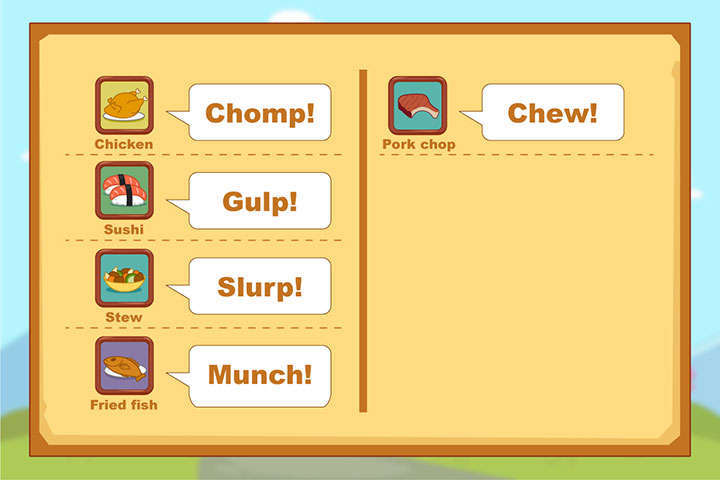 Chomp!
Chicken
Gulp!
Sushi
Slurp!
Stew
Munch!
Fried fish
Chew!
Pork chop